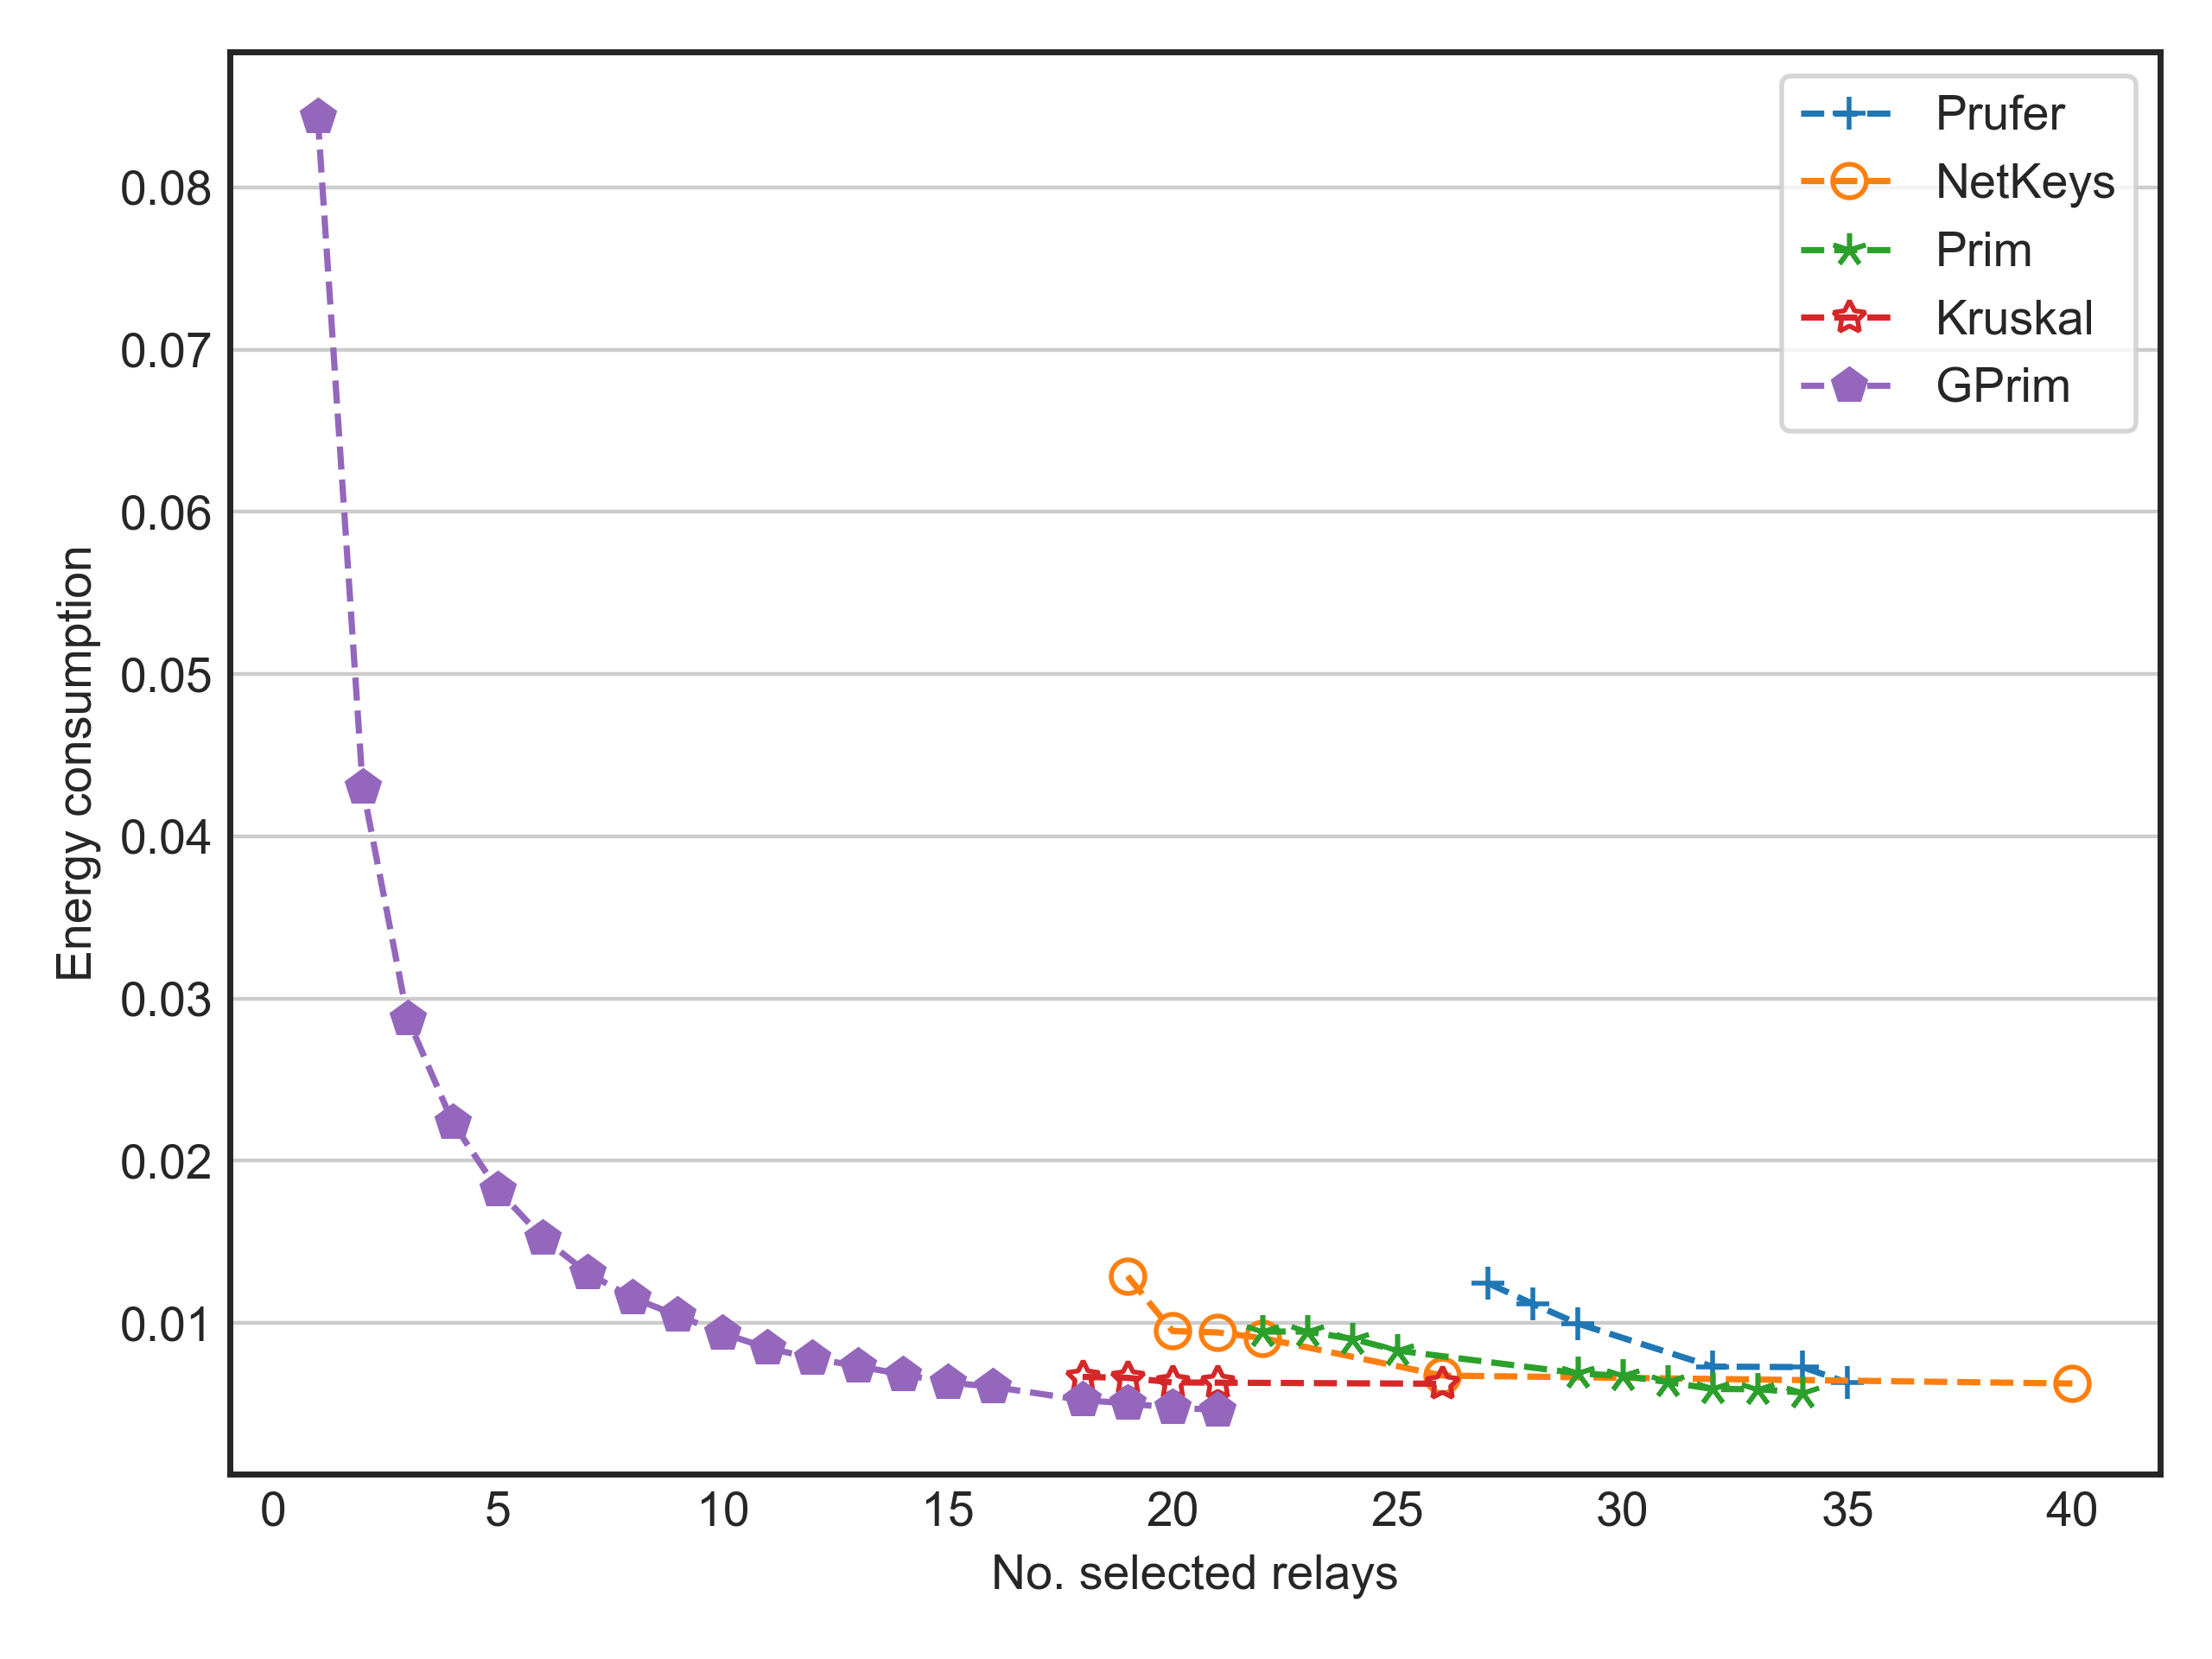 Prufer
NetKeys
Prim
Kruskal
GPrim
0.08
0.07
0.06
0.05
0.04
0.03
0.02
0.01
Energy consumption
0 5 10 15 20 25 30 35 40
No. selected relays